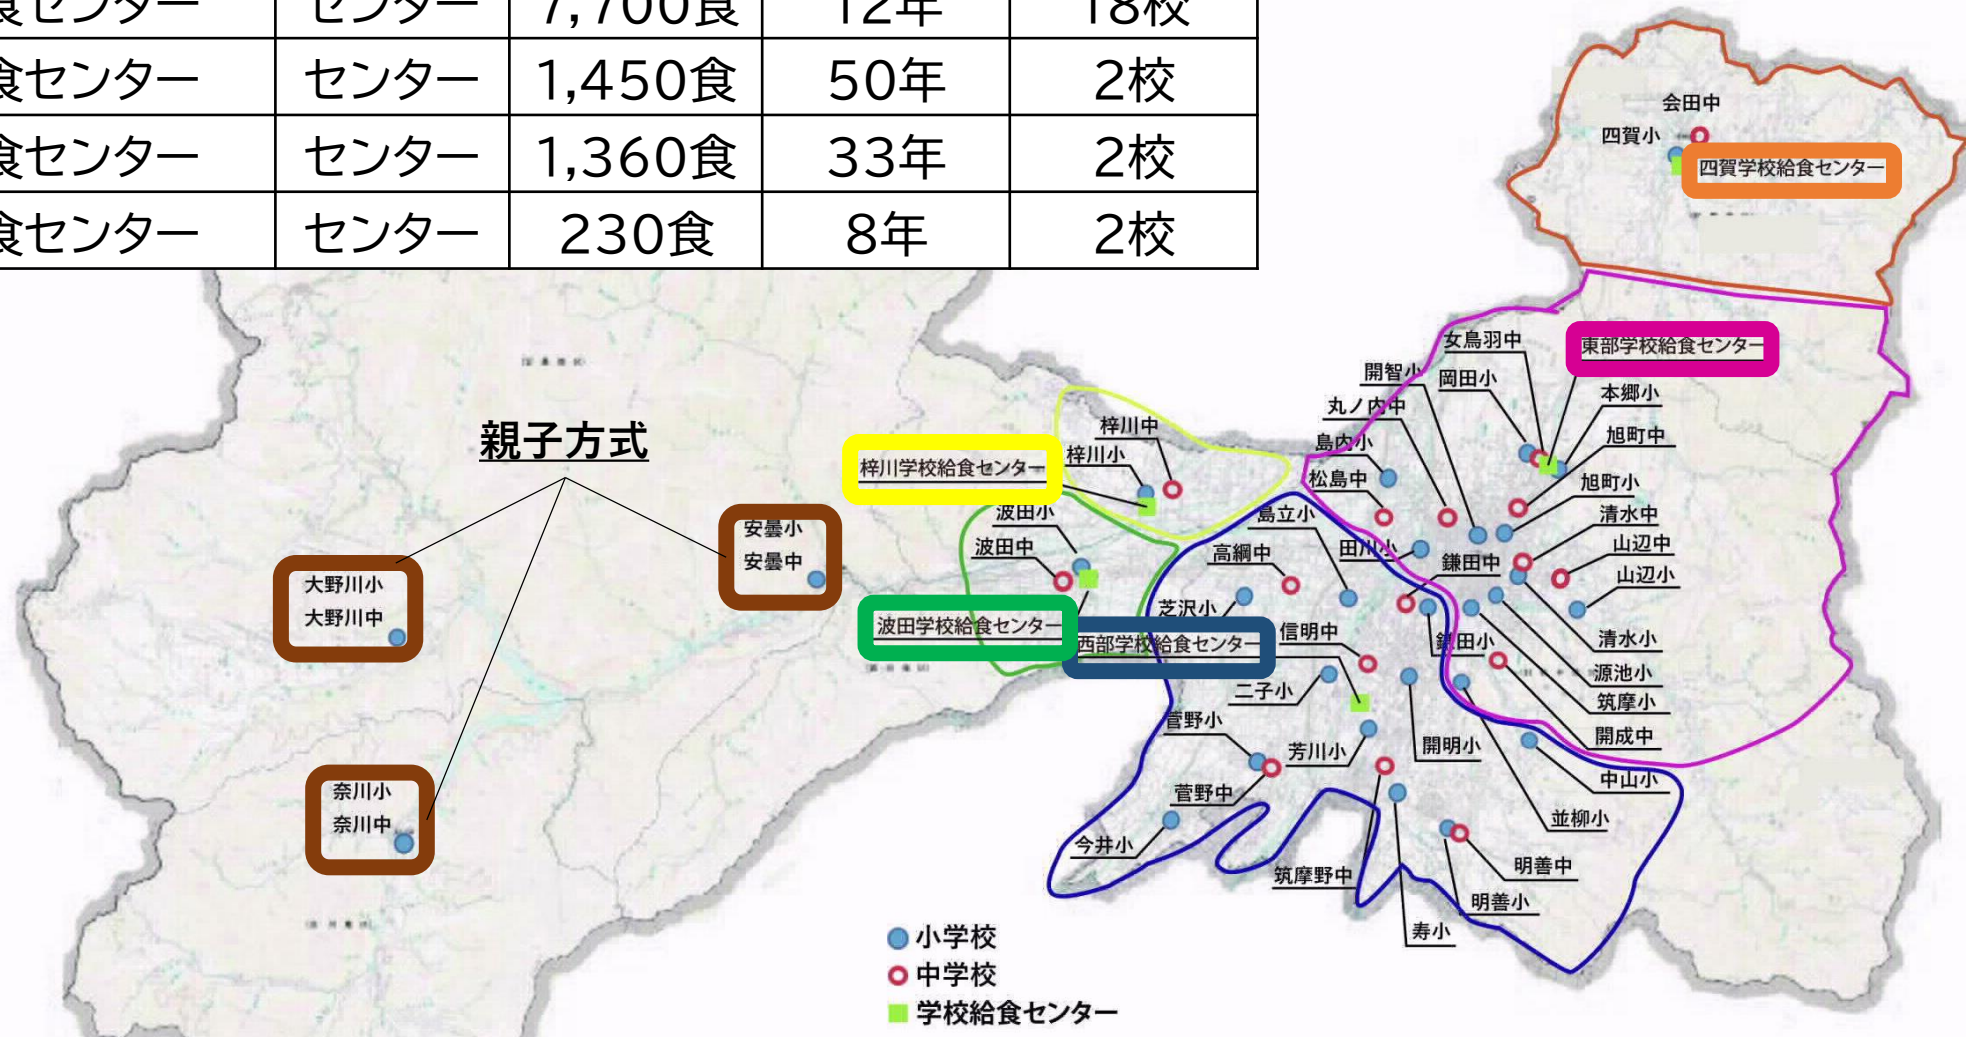 食センター センター 7,700食 12年 18校
食センター センター 1,450食 50年 2校
食センター センター 1,360食 33年 2校
食センター センター 230食 8年 2校
会田中
四賀小
四賀学校給食センター
女鳥羽中
東部学校給食センター
開智小
岡田小
本郷小
丸ノ内中
旭町中
島内小
松島中
旭町小
清水中
山辺中
山辺小
親子方式
梓川中
梓川小
梓川学校給食センター
波田小
波田中
島立小
高綱中
田川小
鎌田中
安曇小
安曇中
大野川小
大野川中
芝沢小
波田学校給食センター
西部学校給食センター
信明中
鎌田小
清水小
源池小
筑摩小
開成中
二子小
菅野小
芳川小
開明小
中山小
菅野中
並柳小
奈川小
奈川中
今井小
筑摩野中
明善中
明善小
寿小
小学校
中学校
学校給食センター